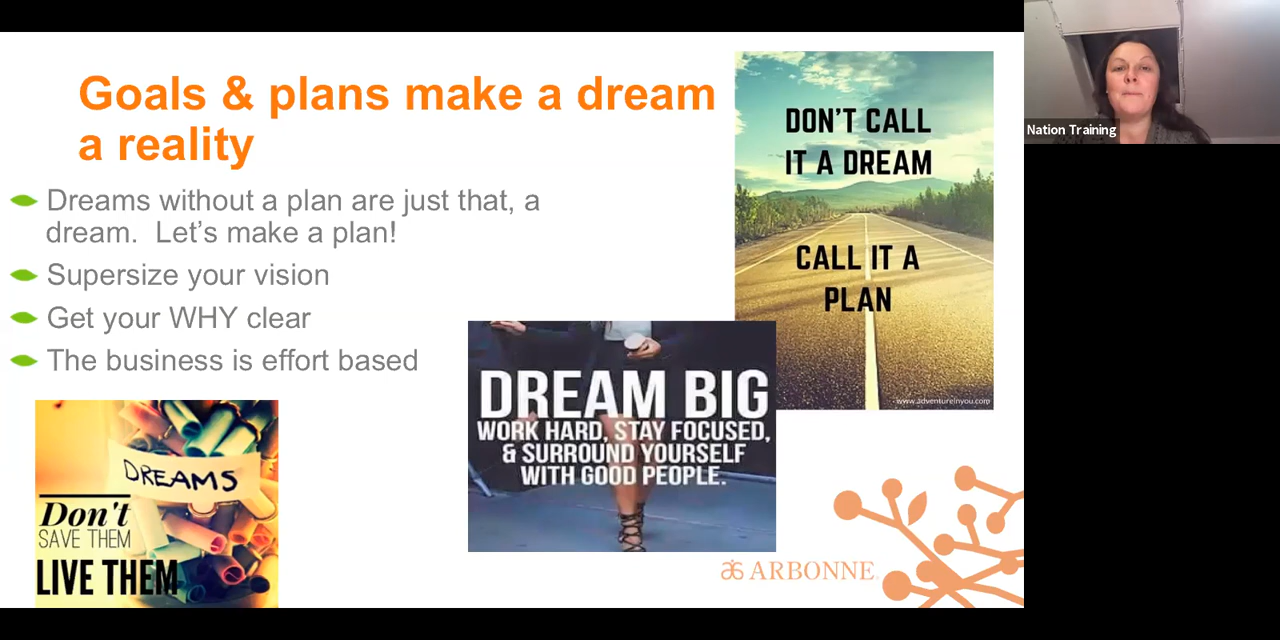 Goals & plans make a dream
a reality
Dreams without a plan are just that, a
dream.  Let's make a plan!
Supersize your vision
Get your WHY clear
The business is effort based
DON'T CALL
IT A DREAM
CALL IT A
PLAN
www.adventureinyou.com
DREAM BIG
WORK HARD, STAY FOCUSED,
& SURROUND YOURSELF
WITH GOOD PEOPLE.
DREAMS
Don't
SAVE THEM
LIVE THEM
ARBONNE
Nation Training